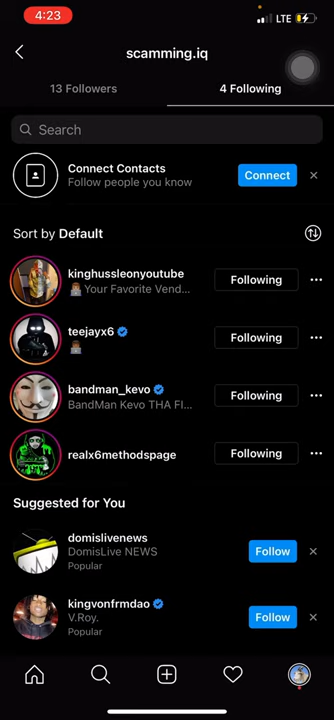 4:23
LTE
scamming.iq
13 Followers
4 Following
Search
Connect Contacts
Follow people you know
Connect
Sort by Default
kinghussleonyoutube
Your Favorite Vend...
Following
teejayx6
Following
bandman_kevo
BandMan Kevo THA FI...
Following
realx6methodspage
Following
Suggested for You
domislivenews
DomisLive NEWS
Popular
Follow
kingvonfrmdao
V.Roy.
Popular
Follow